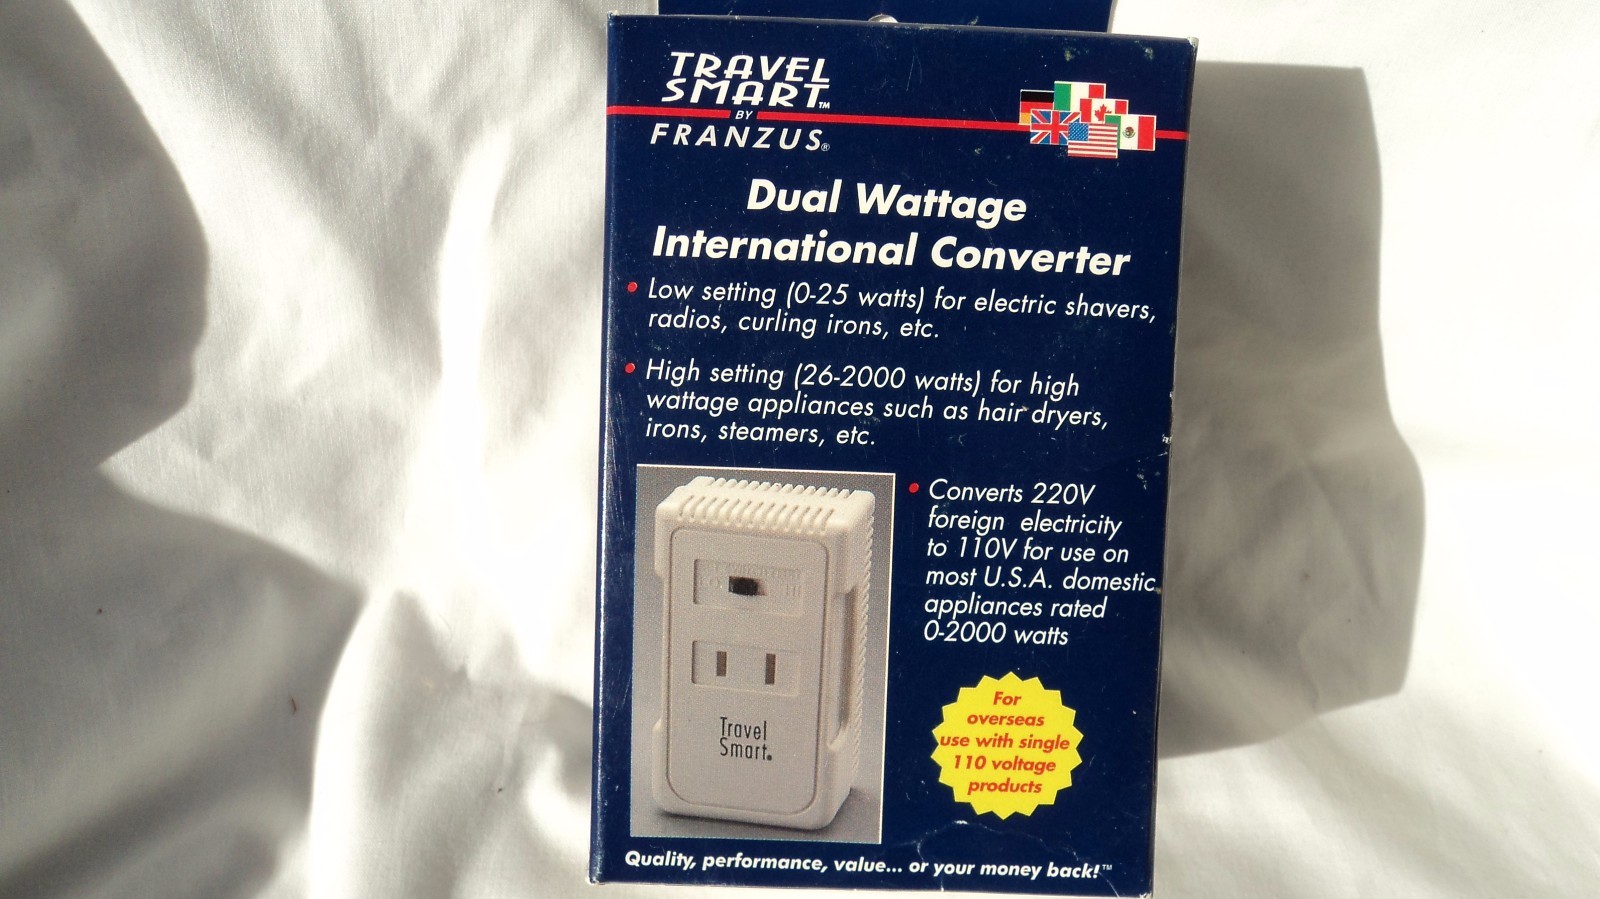 TRAVEL
SMART™
BY
FRANZUS®
Dual Wattage
International Converter
• Low setting (0-25 watts) for electric shavers,
radios, curling irons, etc.
• High setting (26-2000 watts) for high
wattage appliances such as hair dryers,
irons, steamers, etc.
• Converts 220V
foreign electricity
to 110V for use on
most U.S.A. domestic
appliances rated
0-2000 watts
Travel
Smart®
For
overseas
use with single
110 voltage
products
Quality, performance, value... or your money back!™